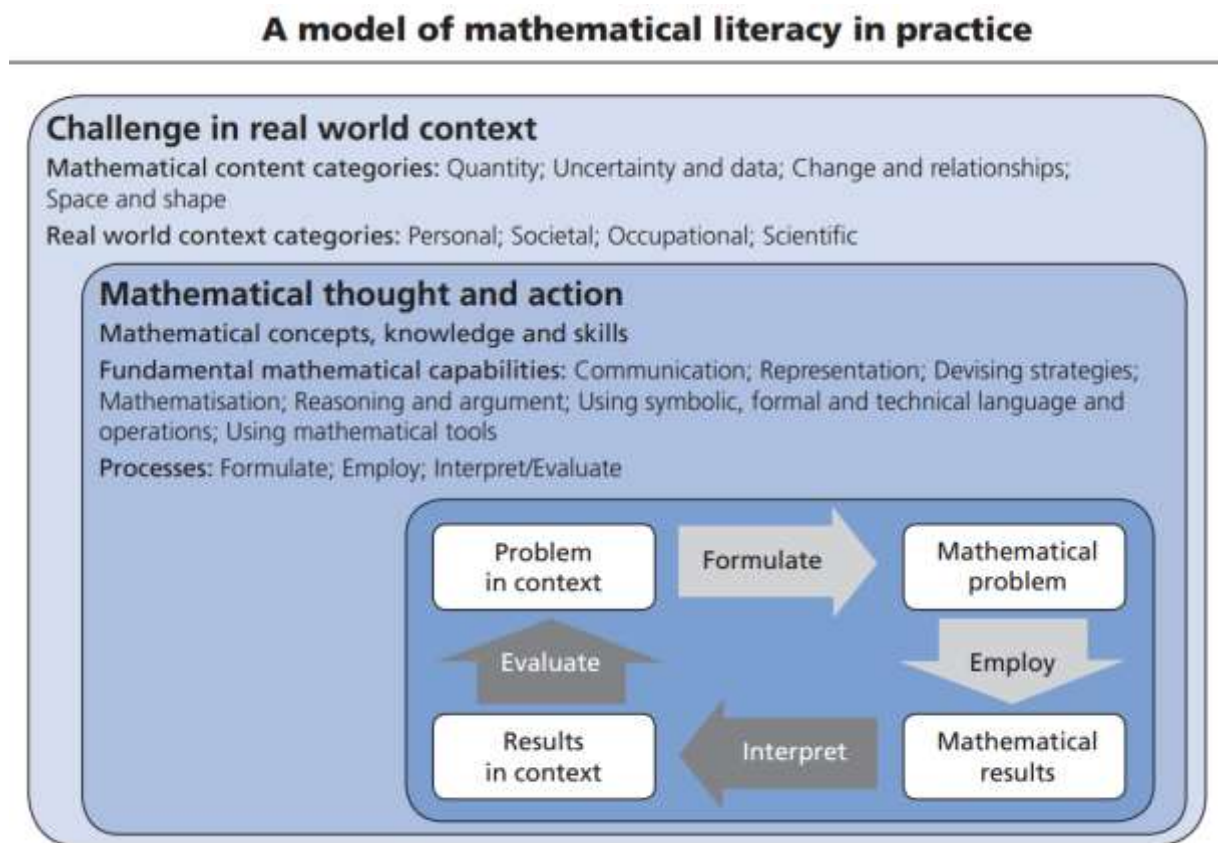 A model of mathematical literacy in practice
Challenge in real world context
Mathematical content categories: Quantity; Uncertainty and data; Change and relationships;
Space and shape
Real world context categories: Personal; Societal; Occupational; Scientific
Mathematical thought and action
Mathematical concepts, knowledge and skills
Fundamental mathematical capabilities: Communication; Representation; Devising strategies;
Mathematisation; Reasoning and argument; Using symbolic, formal and technical language and
operations; Using mathematical tools
Processes: Formulate; Employ; Interpret/Evaluate
Problem
in context
Formulate
Mathematical
problem
Evaluate
Employ
Results
in context
Interpret
Mathematical
results